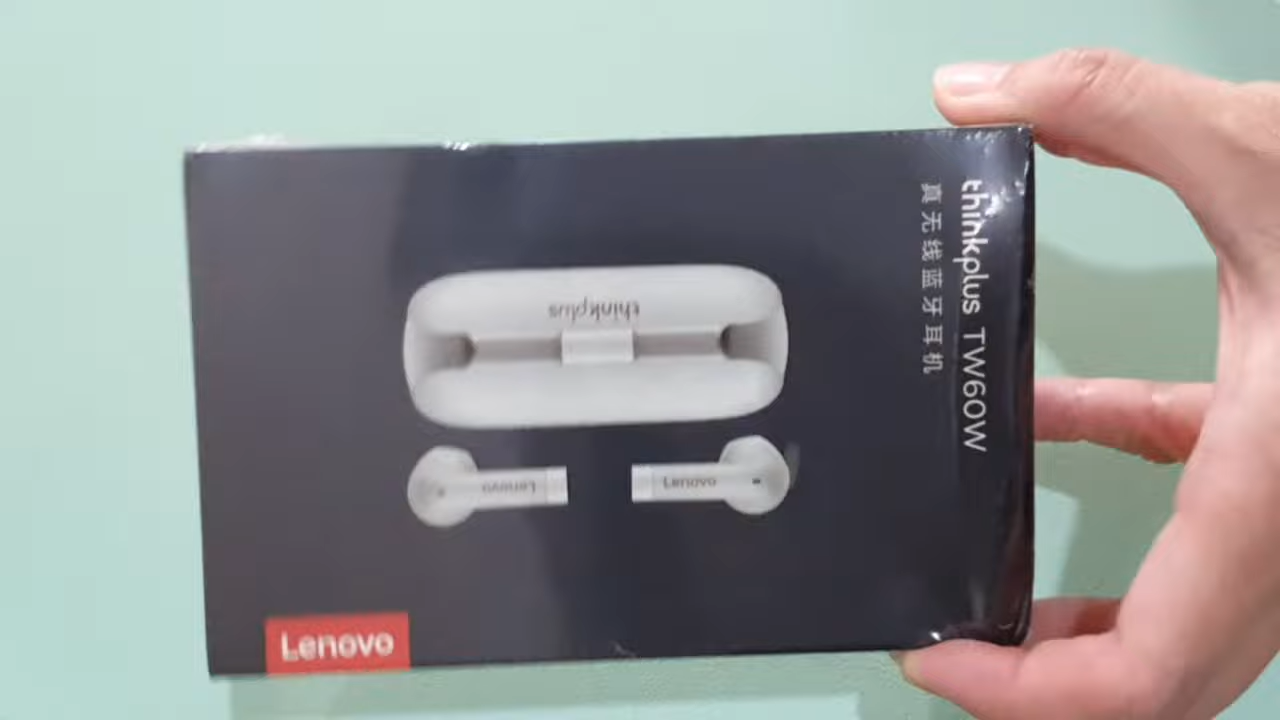 thinkplus TW60W
真无线蓝牙耳机
thinkplus
Lenovo
Lenovo
Lenovo